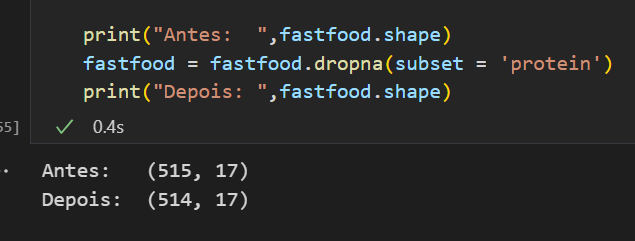 print("Antes:  ",fastfood.shape)
fastfood = fastfood.dropna(subset = 'protein')
print("Depois: ",fastfood.shape)
55] ✓ 0.4s
Antes:   (515, 17)
Depois:  (514, 17)